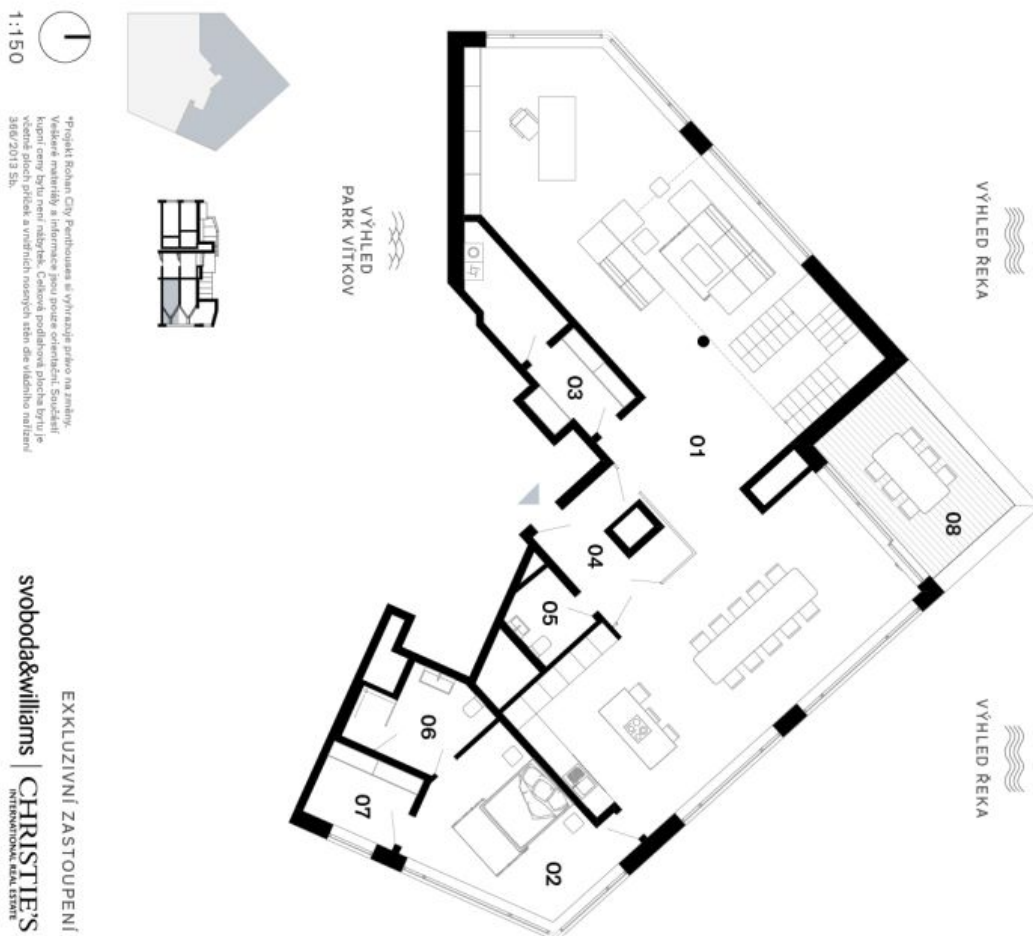 VÝHLED ŘEKA
VÝHLED ŘEKA
VÝHLED
PARK VÍTKOV
01
02
03
04
05
06
07
08
1:150
*Projekt Rohan City Penthouses si vyhrazuje právo na změny.
Veškeré materiály a informace jsou pouze orientační. Součástí
kupní ceny bytu není nábytek. Celková podlahová plocha bytu je
včetně ploch příček a vnitřních nosných stěn dle vládního nařízení
366/2013 Sb.
EXKLUZIVNÍ ZASTOUPENÍ
svoboda&williams | CHRISTIE'S
INTERNATIONAL REAL ESTATE